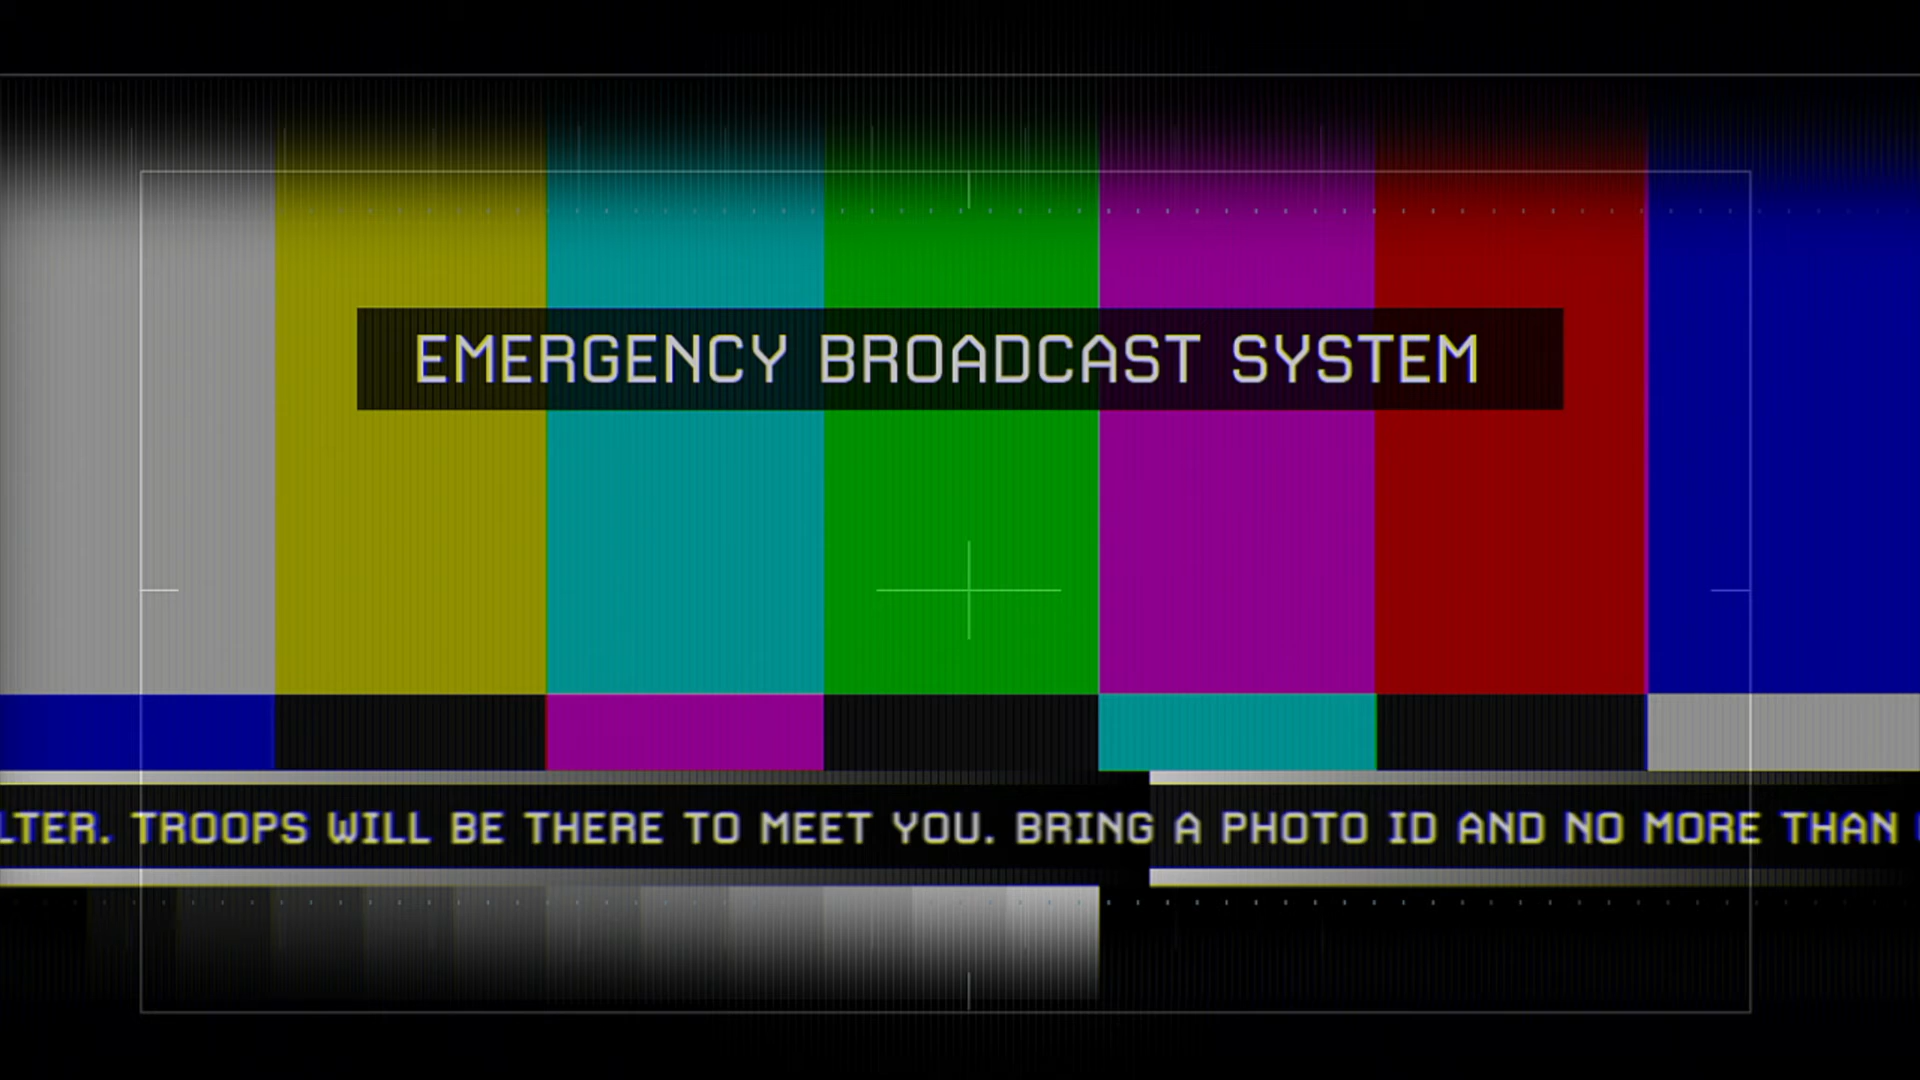 EMERGENCY BROADCAST SYSTEM
LTER. TROOPS WILL BE THERE TO MEET YOU. BRING A PHOTO ID AND NO MORE THAN